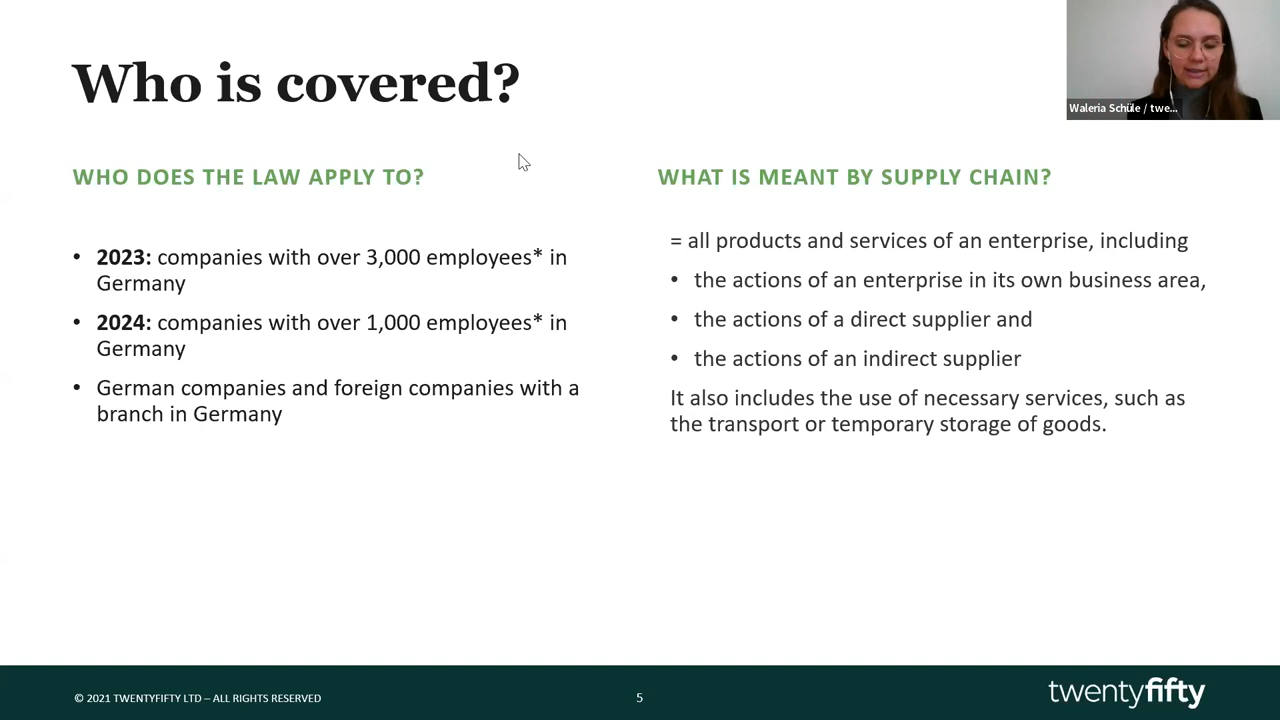 Who is covered?
Waleria Schüle / twe...
WHO DOES THE LAW APPLY TO?
• 2023: companies with over 3,000 employees* in
Germany
• 2024: companies with over 1,000 employees* in
Germany
• German companies and foreign companies with a
branch in Germany
WHAT IS MEANT BY SUPPLY CHAIN?
= all products and services of an enterprise, including
• the actions of an enterprise in its own business area,
• the actions of a direct supplier and
• the actions of an indirect supplier
It also includes the use of necessary services, such as
the transport or temporary storage of goods.
© 2021 TWENTYFIFTY LTD – ALL RIGHTS RESERVED
5
twentyfifty